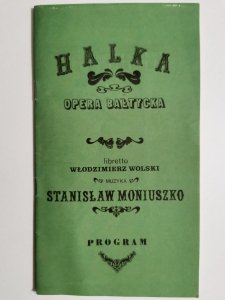 HALKA
OPERA BAŁTYCKA
libretto
WŁODZIMIERZ WOLSKI
MUZYKA
STANISŁAW MONIUSZKO
PROGRAM